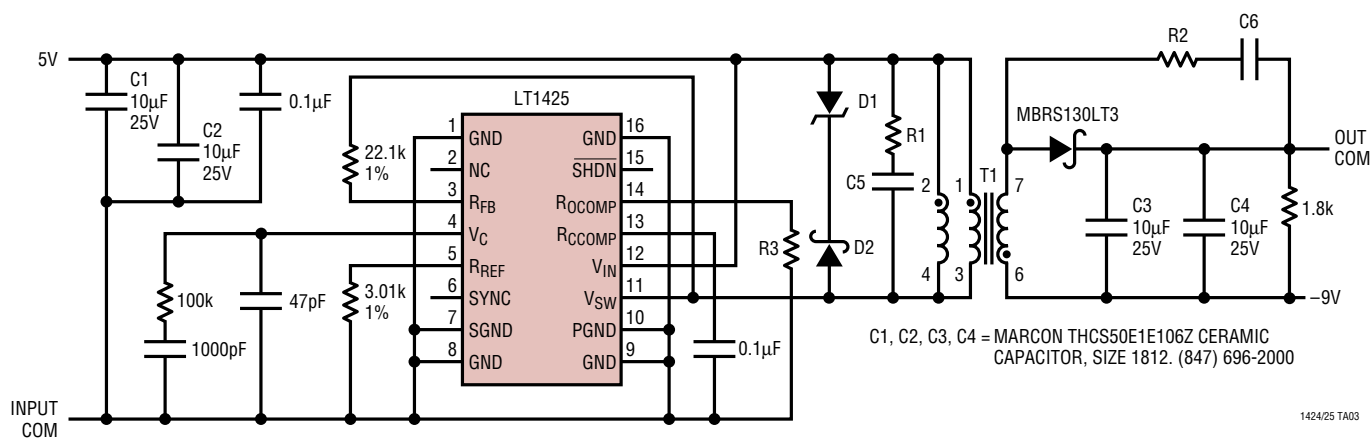 5V
C1
10μF
25V
C2
10μF
25V
0.1μF
22.1k
1%
LT1425
1
GND
2
NC
3
RFB
4
VC
5
RREF
6
SYNC
7
SGND
8
GND
16
GND
15
SHDN
14
ROCOMP
13
RCCOMP
12
VIN
11
VSW
10
PGND
9
GND
100k
1000pF
47pF
3.01k
1%
R3
0.1μF
D1
D2
R1
C5
2
4
1
3
T1
7
6
R2
C6
MBRS130LT3
C3
10μF
25V
C4
10μF
25V
1.8k
OUT
COM
–9V
C1, C2, C3, C4 = MARCON THCS50E1E106Z CERAMIC
CAPACITOR, SIZE 1812. (847) 696-2000
INPUT
COM
1424/25 TA03